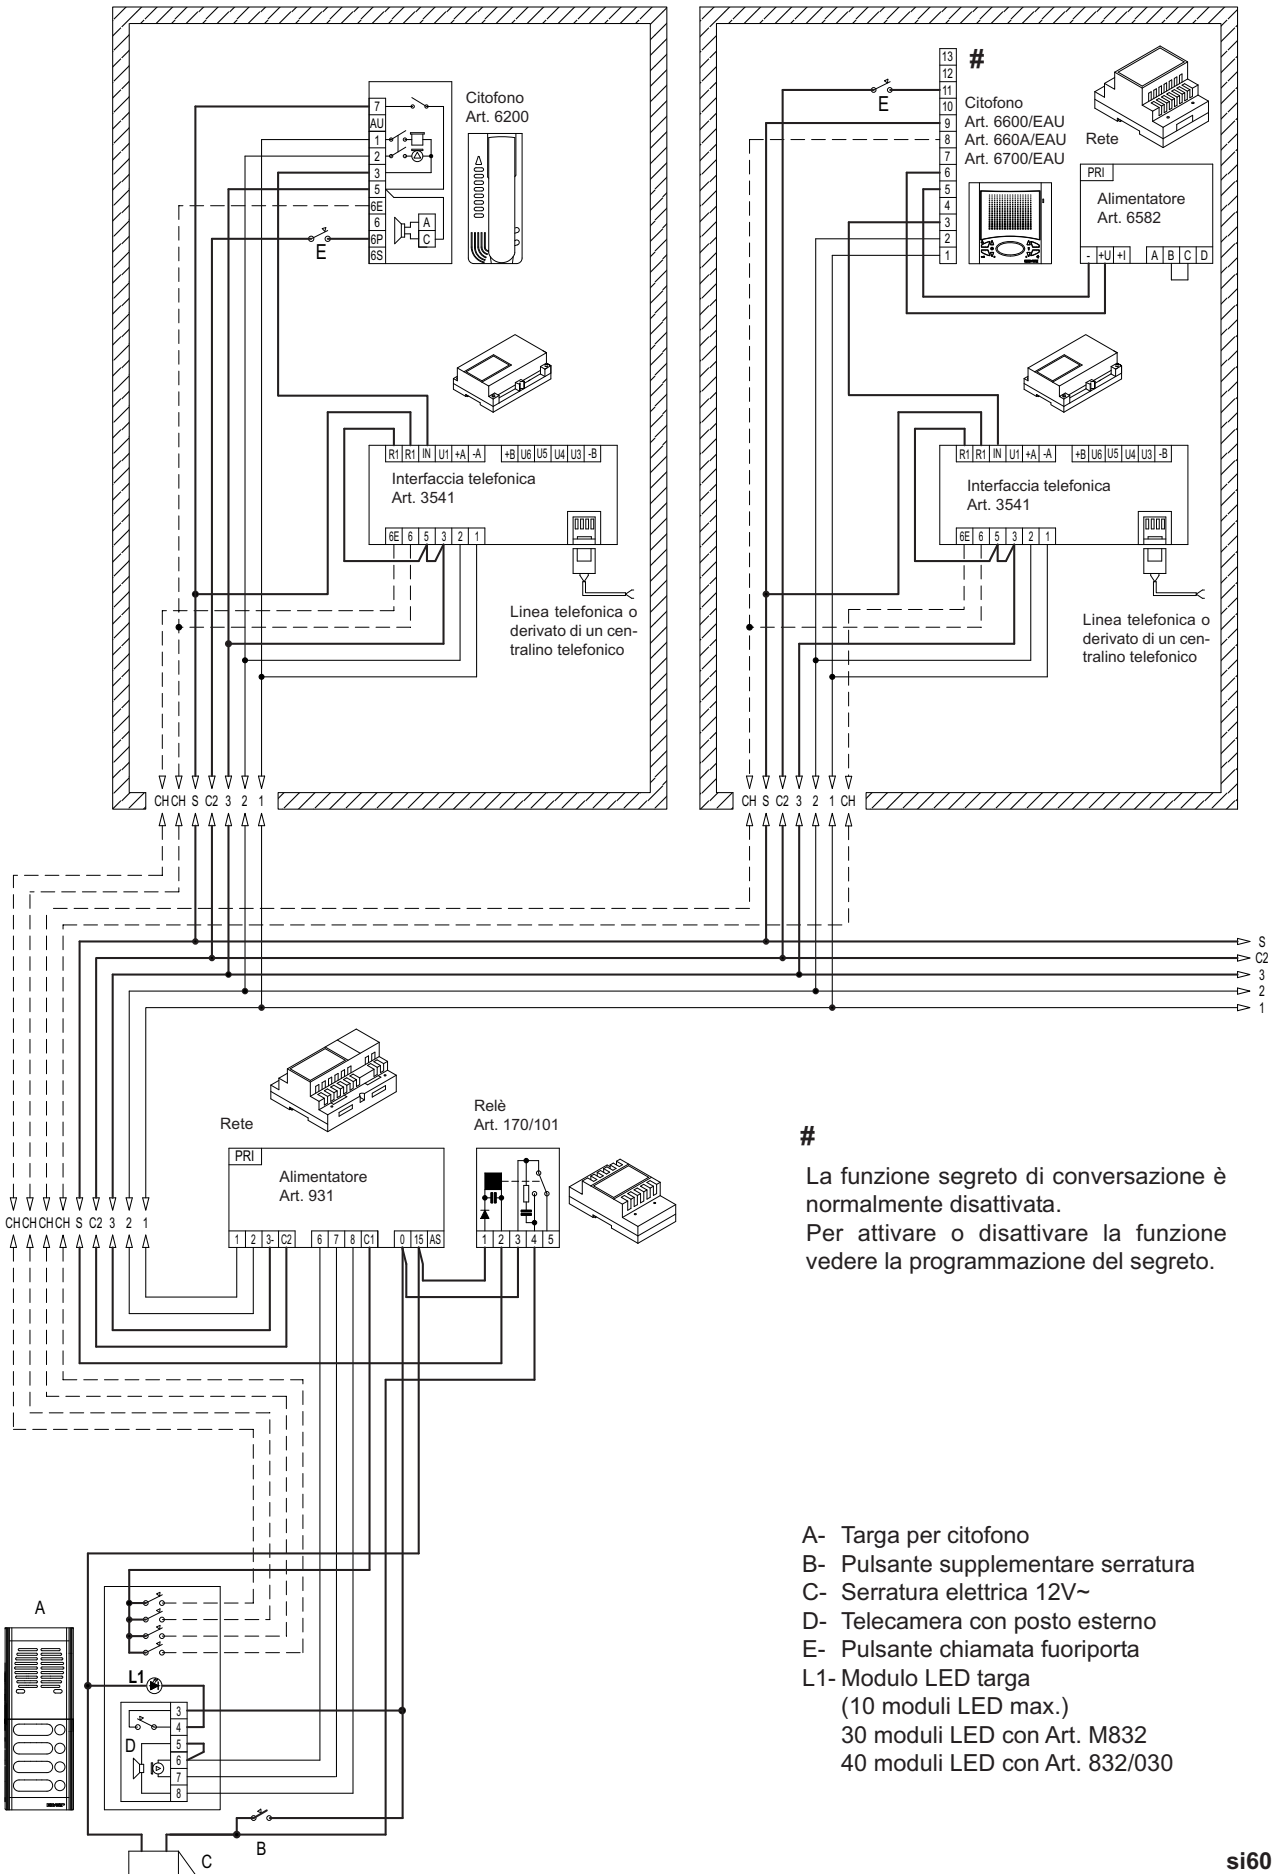 Citofono
Art. 6200
7
AU
1
2
3
5
6E
6
6P
6S
A
C
E
R1 R1 IN U1 +A -A +B U6 U5 U4 U3 -B
Interfaccia telefonica
Art. 3541
6E 6 5 3 2 1
Linea telefonica o
derivato di un cen-
tralino telefonico
CH CH S C2 3 2 1
#
13
12
11
10
9
8
7
6
5
4
3
2
1
E
Citofono
Art. 6600/EAU
Art. 660A/EAU
Art. 6700/EAU
Rete
PRI
Alimentatore
Art. 6582
- +U +I A B C D
R1 R1 IN U1 +A -A +B U6 U5 U4 U3 -B
Interfaccia telefonica
Art. 3541
6E 6 5 3 2 1
Linea telefonica o
derivato di un cen-
tralino telefonico
CH S C2 3 2 1 CH
S
C2
3
2
1
Rete
PRI
Alimentatore
Art. 931
1 2 3- C2 6 7 8 C1 0 15 AS
Relè
Art. 170/101
1 2 3 4 5
CH CH CH CH S C2 3 2 1
#
La funzione segreto di conversazione è
normalmente disattivata.
Per attivare o disattivare la funzione
vedere la programmazione del segreto.
A
L1
D
3
4
5
6
7
8
B
C
A- Targa per citofono
B- Pulsante supplementare serratura
C- Serratura elettrica 12V~
D- Telecamera con posto esterno
E- Pulsante chiamata fuoriporta
L1- Modulo LED targa
(10 moduli LED max.)
30 moduli LED con Art. M832
40 moduli LED con Art. 832/030
si60